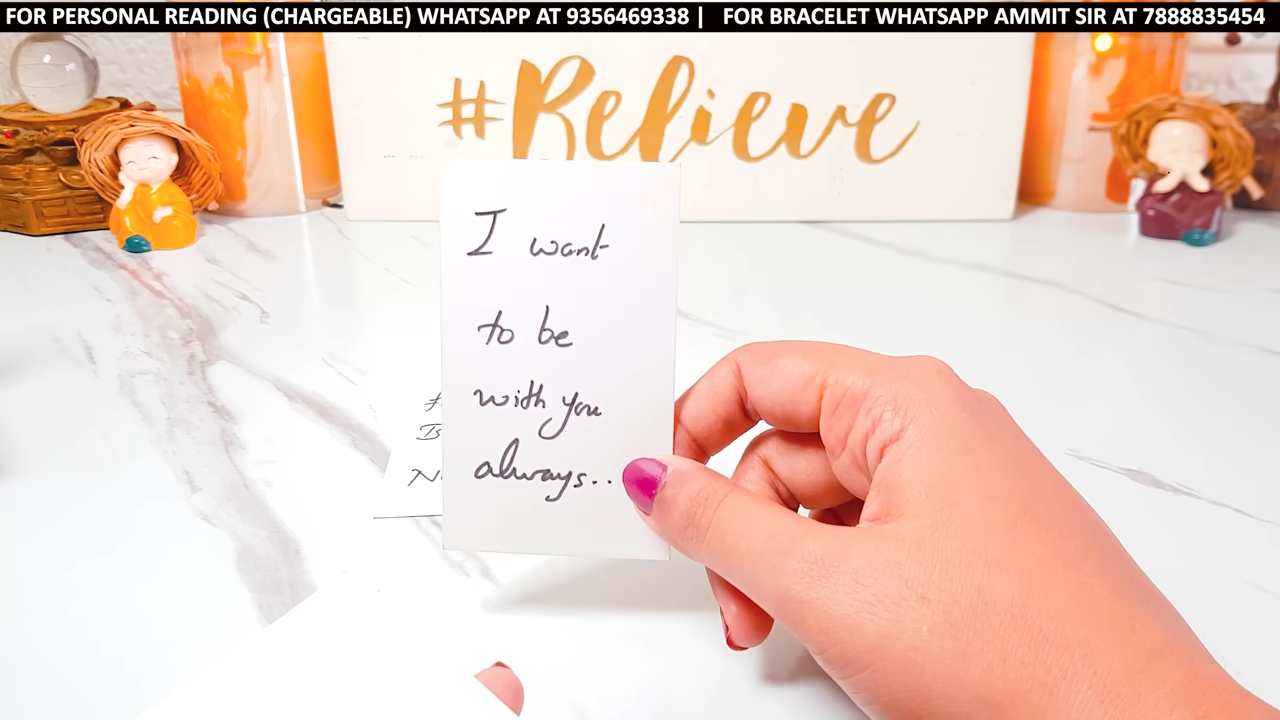 FOR PERSONAL READING (CHARGEABLE) WHATSAPP AT 9356469338 | FOR BRACELET WHATSAPP AMMIT SIR AT 7888835454
#Believe
I want
to be
with you
always..